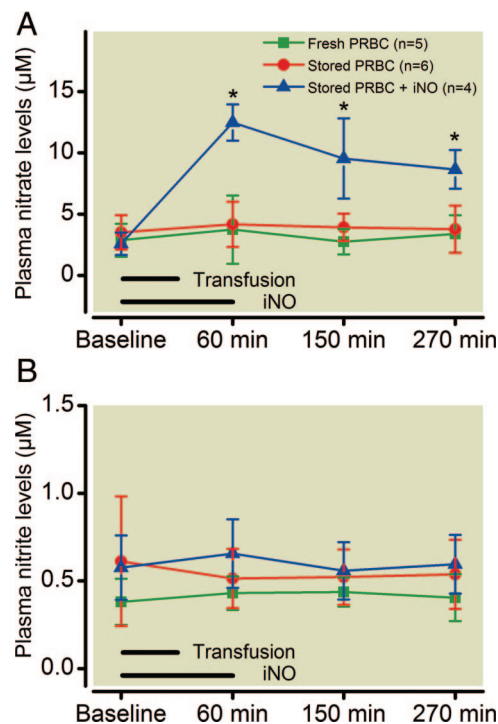 A
Plasma nitrate levels (µM)
15
10
5
0
Fresh PRBC (n=5)
Stored PRBC (n=6)
Stored PRBC + iNO (n=4)
*
*
*
Transfusion
iNO
Baseline 60 min 150 min 270 min
B
Plasma nitrite levels (µM)
1.5
1.0
0.5
0.0
Transfusion
iNO
Baseline 60 min 150 min 270 min